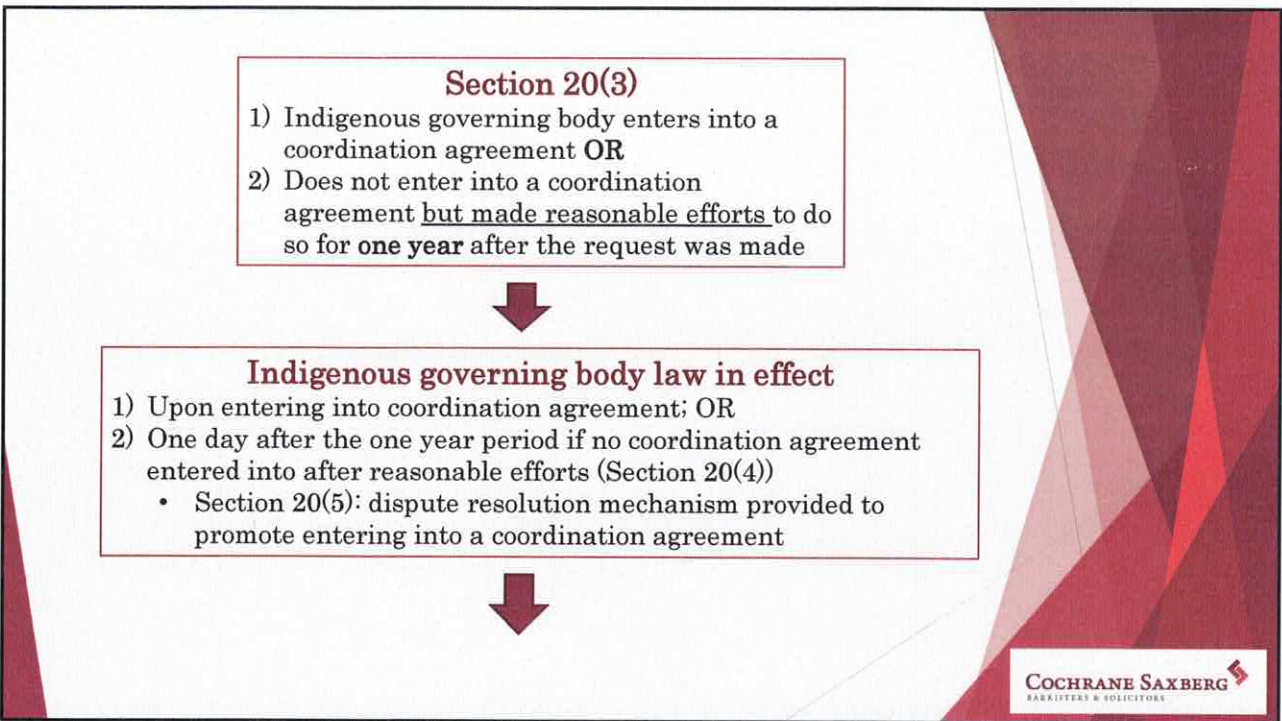 Section 20(3)
1) Indigenous governing body enters into a
coordination agreement OR
2) Does not enter into a coordination
agreement but made reasonable efforts to do
so for one year after the request was made
Indigenous governing body law in effect
1) Upon entering into coordination agreement; OR
2) One day after the one year period if no coordination agreement
entered into after reasonable efforts (Section 20(4))
• Section 20(5): dispute resolution mechanism provided to
promote entering into a coordination agreement
COCHRANE SAXBERG
BARRISTERS & SOLICITORS